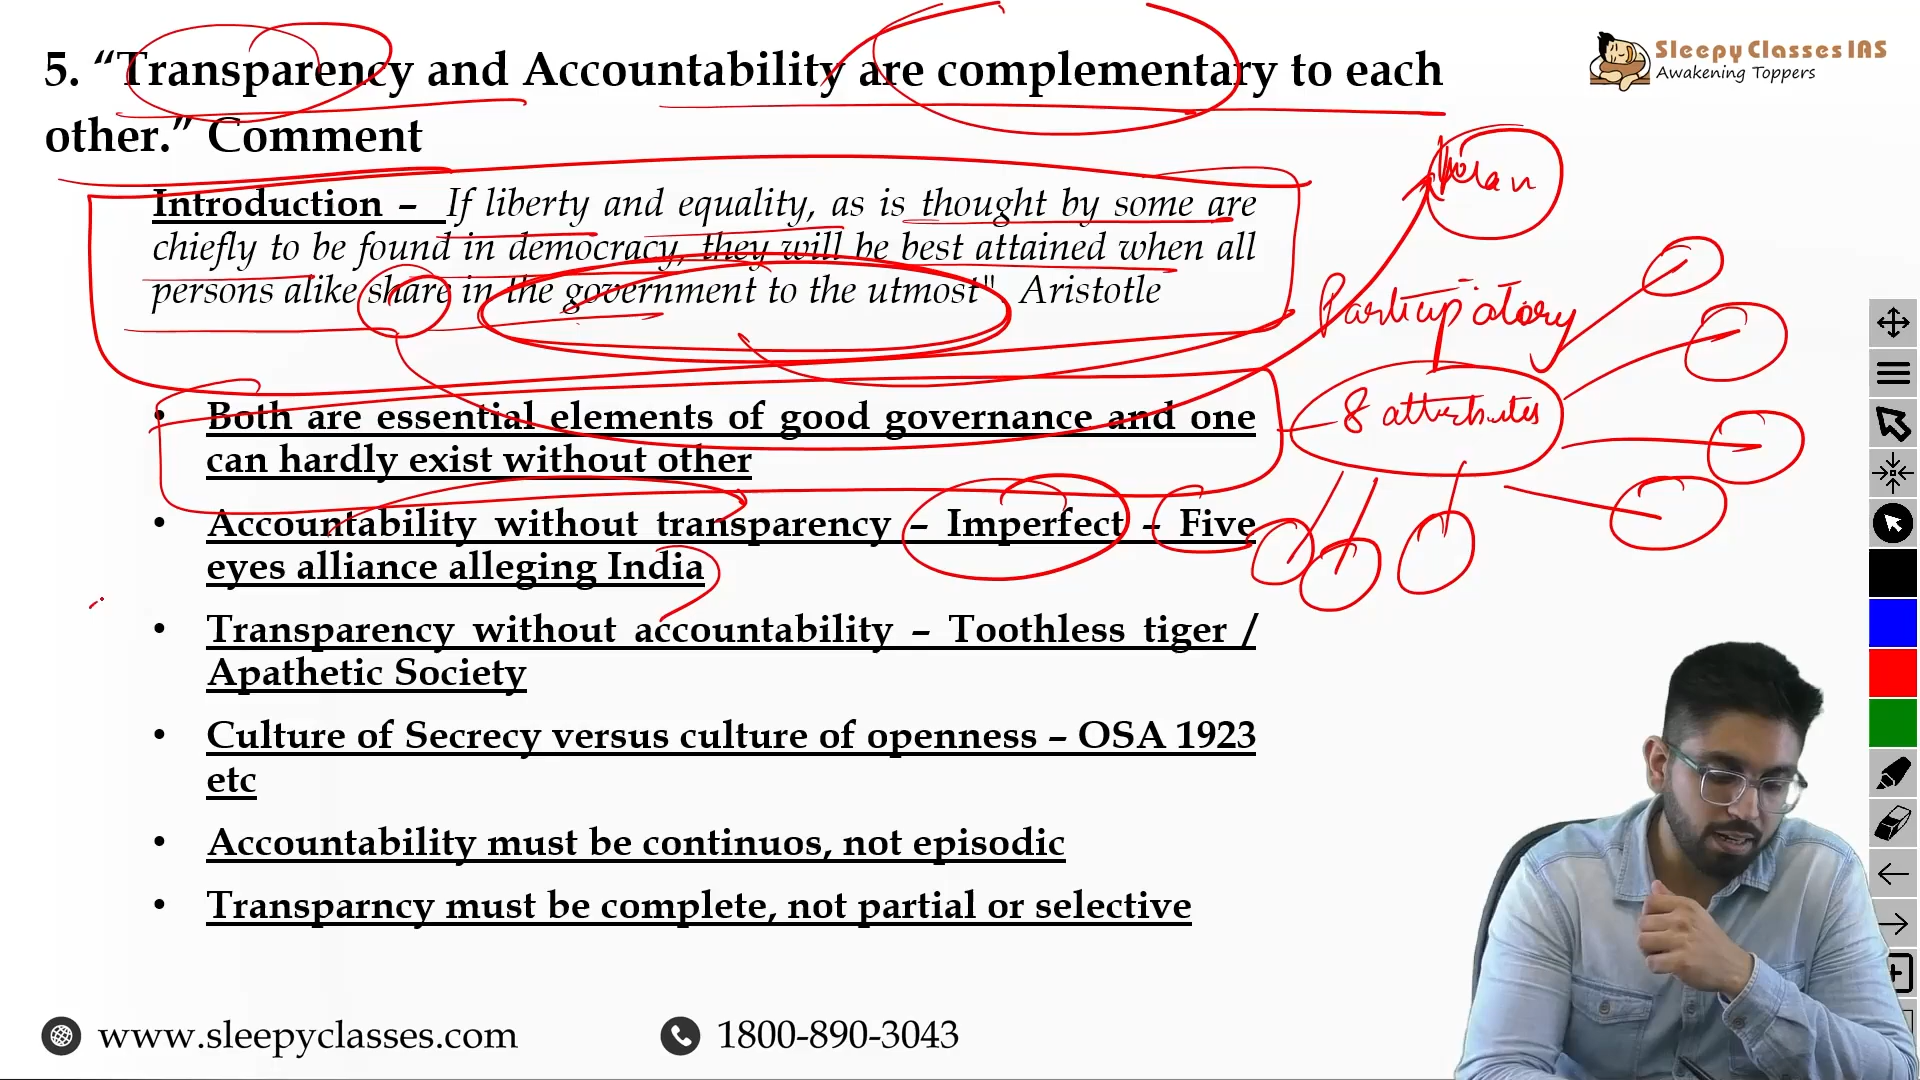 5. “Transparency and Accountability are complementary to each
other.” Comment
Sleepy Classes IAS
Awakening Toppers
Introduction – If liberty and equality, as is thought by some are
chiefly to be found in democracy, they will be best attained when all
persons alike share in the government to the utmost" Aristotle
Participatory
8 attributes
• Both are essential elements of good governance and one
can hardly exist without other
• Accountability without transparency – Imperfect – Five
eyes alliance alleging India
• Transparency without accountability – Toothless tiger /
Apathetic Society
• Culture of Secrecy versus culture of openness – OSA 1923
etc
• Accountability must be continuos, not episodic
• Transparncy must be complete, not partial or selective
www.sleepyclasses.com
1800-890-3043